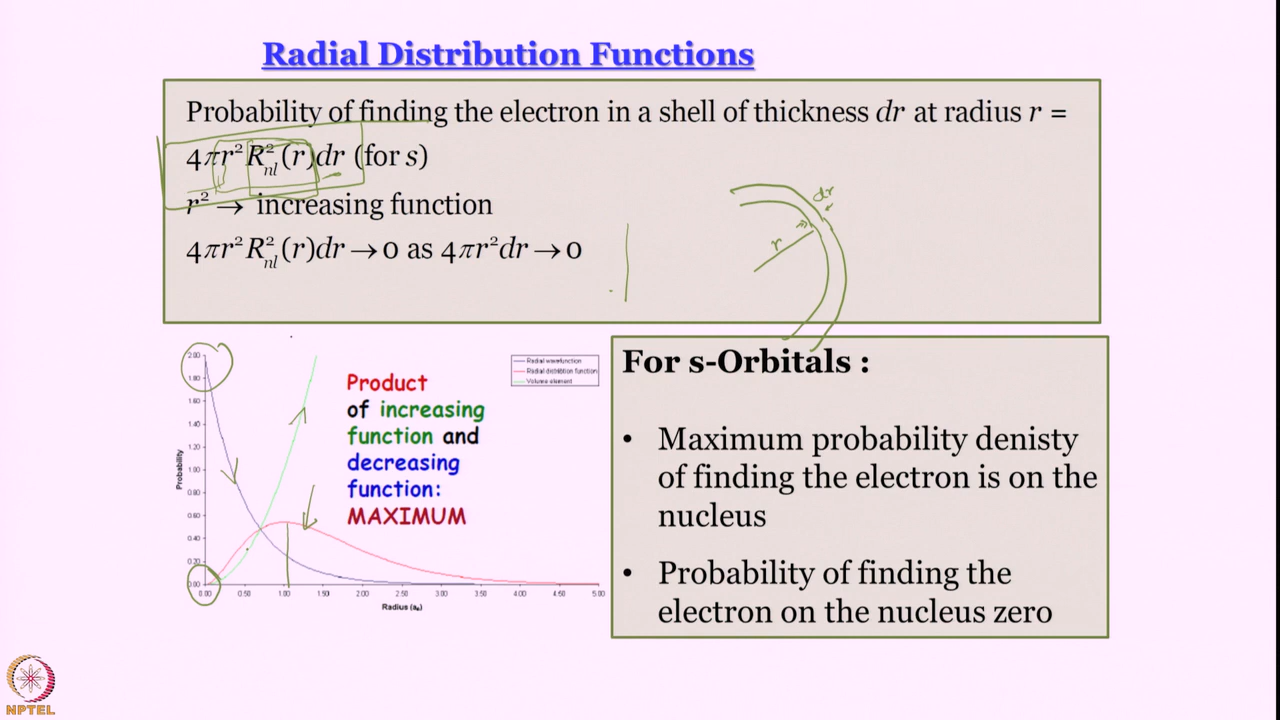 Radial Distribution Functions
Probability of finding the electron in a shell of thickness dr at radius r =
4πr² R²nl(r)dr (for s)
r² → increasing function
4πr² R²nl(r)dr → 0 as 4πr²dr → 0
dr
r
2.00
1.80
1.60
1.40
1.20
1.00
0.80
0.60
0.40
0.20
0.00
Probability
0.00 0.50 1.00 1.50 2.00 2.50 3.00 3.50 4.00 4.50 5.00
Radius (a₀)
Radial wavefunction
Radial distribtion function
Volume element
Product
of increasing
function and
decreasing
function:
MAXIMUM
For s-Orbitals :
• Maximum probability denisty
of finding the electron is on the
nucleus
• Probability of finding the
electron on the nucleus zero
NPTEL